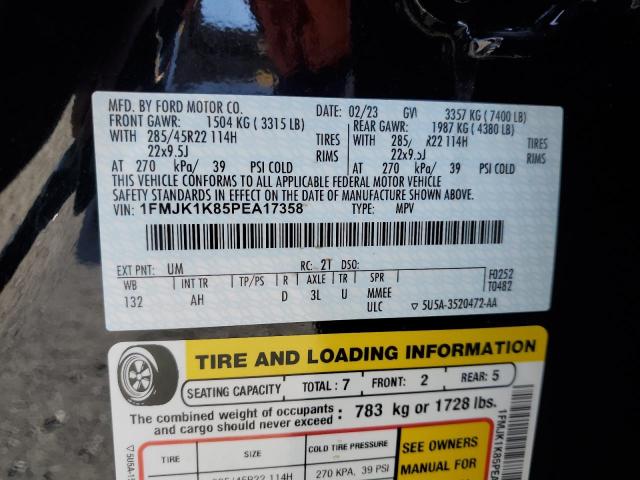 MFD. BY FORD MOTOR CO.
DATE: 02/23 GV 3357 KG (7400 LB)
FRONT GAWR: 1504 KG (3315 LB)
REAR GAWR: 1987 KG (4380 LB)
WITH 285/45R22 114H TIRES
WITH 285/ R22 114H TIRES
22x9.5J RIMS
22x9.5J RIMS
AT 270 kPa/ 39 PSI COLD
AT 270 kPa/ 39 PSI COLD
THIS VEHICLE CONFORMS TO ALL APPLICABLE FEDERAL MOTOR VEHICLE
SAFETY STANDARDS IN EFFECT ON THE DATE OF MANUFACTURE SHOWN ABOVE.
VIN: 1FMJK1K85PEA17358 TYPE: MPV
EXT PNT: UM RC: 2T DSO:
WB INT TR TP/PS R AXLE TR SPR
132 AH D 3L U MMEE
ULC
F0252
T0482
▽ 5U5A-3520472-AA
TIRE AND LOADING INFORMATION
SEATING CAPACITY TOTAL: 7 FRONT: 2 REAR: 5
The combined weight of occupants
and cargo should never exceed: 783 kg or 1728 lbs.
TIRE SIZE COLD TIRE PRESSURE
285/45R22 114H 270 KPA, 39 PSI
SEE OWNERS
MANUAL FOR
1FMJK1K85PEA